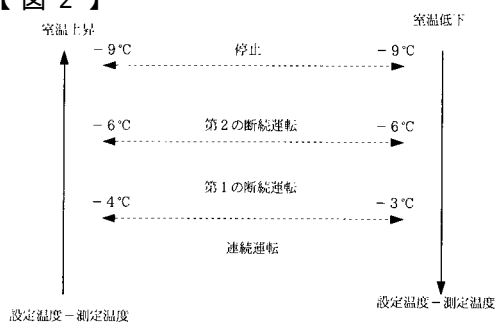 【図2】
室温上昇
室温低下
－9℃ 停止 －9℃
－6℃ 第2の断続運転 －6℃
第1の断続運転
－4℃ －3℃
連続運転
設定温度－測定温度
設定温度－測定温度